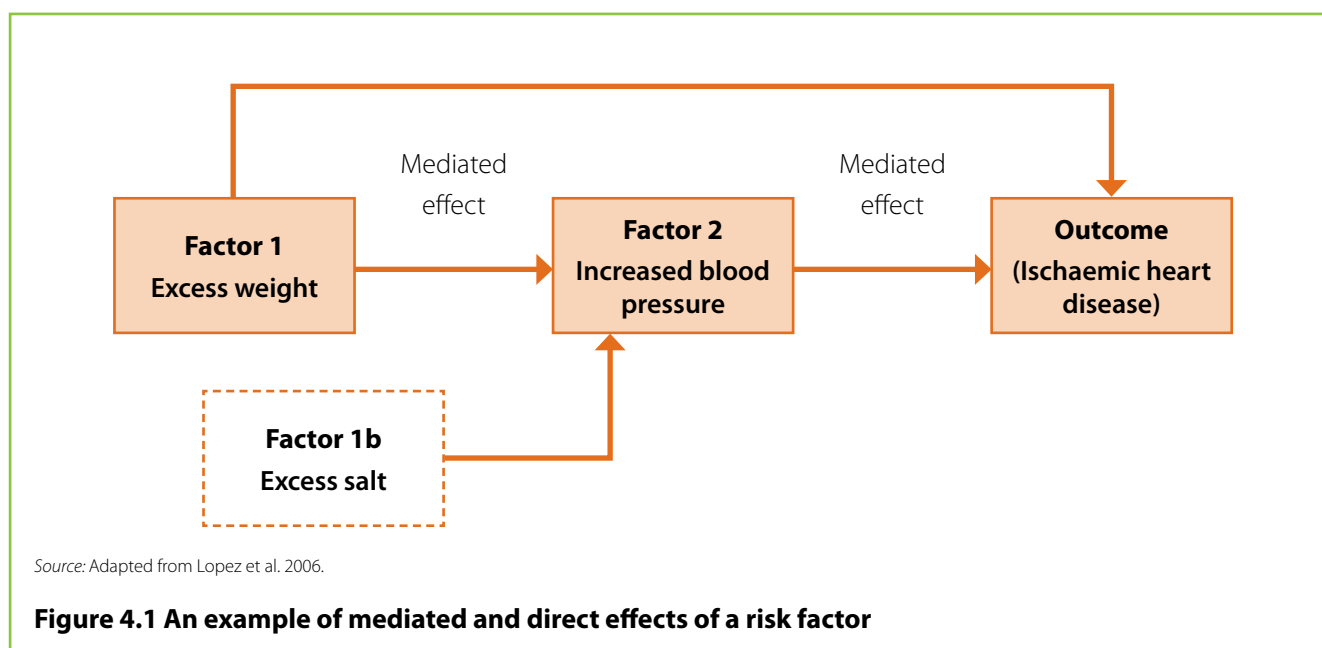 Mediated
effect
Mediated
effect
Factor 1
Excess weight
Factor 2
Increased blood
pressure
Outcome
(Ischaemic heart
disease)
Factor 1b
Excess salt
Source: Adapted from Lopez et al. 2006.
Figure 4.1 An example of mediated and direct effects of a risk factor